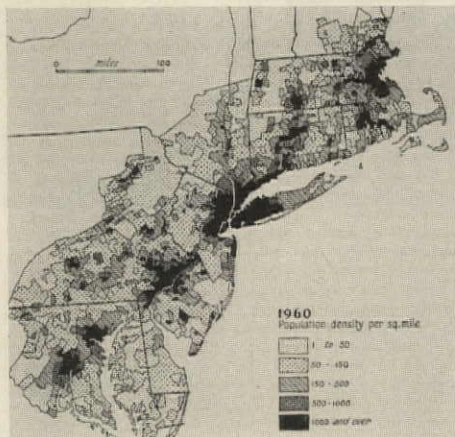 0 miles 100
1960
Population density per sq. mile
1 to 50
50 - 150
150 - 500
500 - 1000
1000 and over